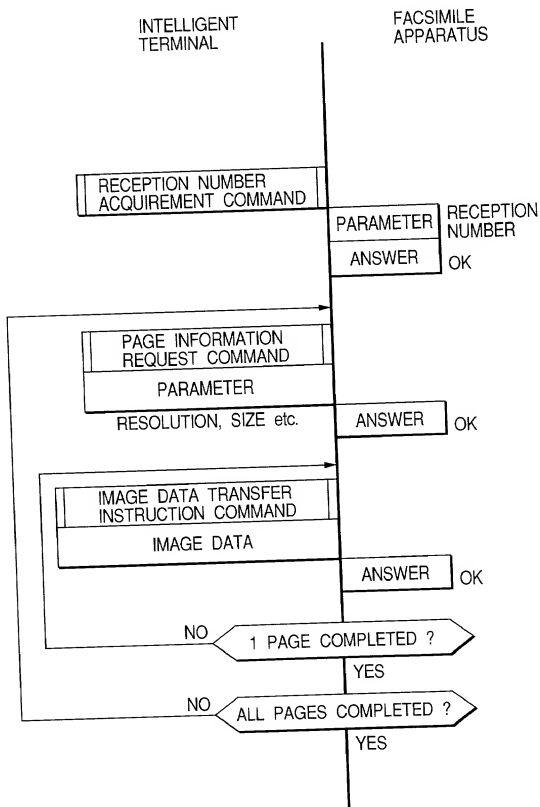 INTELLIGENT
TERMINAL
FACSIMILE
APPARATUS
RECEPTION NUMBER
ACQUIREMENT COMMAND
PARAMETER
RECEPTION
NUMBER
ANSWER
OK
PAGE INFORMATION
REQUEST COMMAND
PARAMETER
RESOLUTION, SIZE etc.
ANSWER
OK
IMAGE DATA TRANSFER
INSTRUCTION COMMAND
IMAGE DATA
ANSWER
OK
NO
1 PAGE COMPLETED ?
YES
NO
ALL PAGES COMPLETED ?
YES